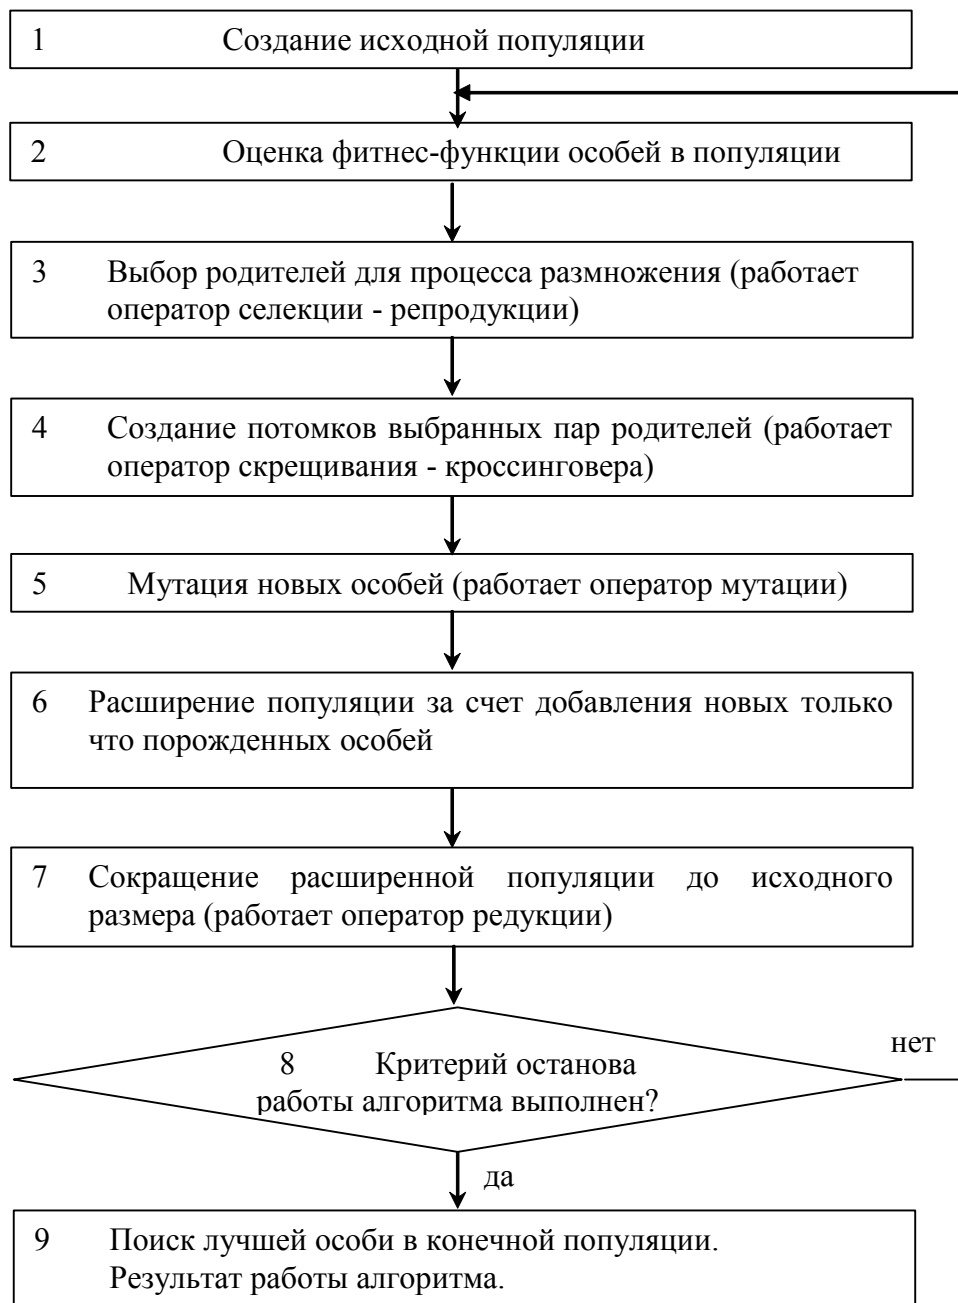 1 Создание исходной популяции
2 Оценка фитнес-функции особей в популяции
3 Выбор родителей для процесса размножения (работает
оператор селекции - репродукции)
4 Создание потомков выбранных пар родителей (работает
оператор скрещивания - кроссинговера)
5 Мутация новых особей (работает оператор мутации)
6 Расширение популяции за счет добавления новых только
что порожденных особей
7 Сокращение расширенной популяции до исходного
размера (работает оператор редукции)
8 Критерий останова
работы алгоритма выполнен?
нет
да
9 Поиск лучшей особи в конечной популяции.
Результат работы алгоритма.